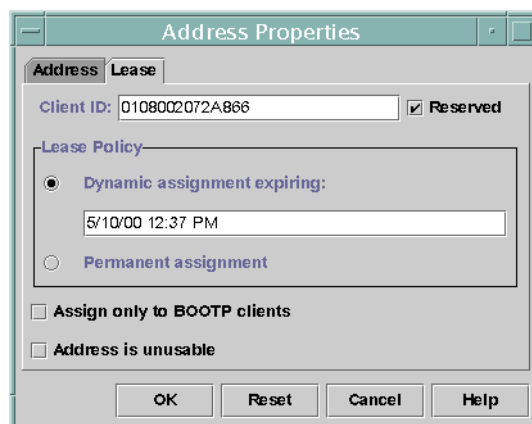 Address Properties
Address Lease
Client ID: 0108002072A866 Reserved
Lease Policy
Dynamic assignment expiring:
5/10/00 12:37 PM
Permanent assignment
Assign only to BOOTP clients
Address is unusable
OK Reset Cancel Help